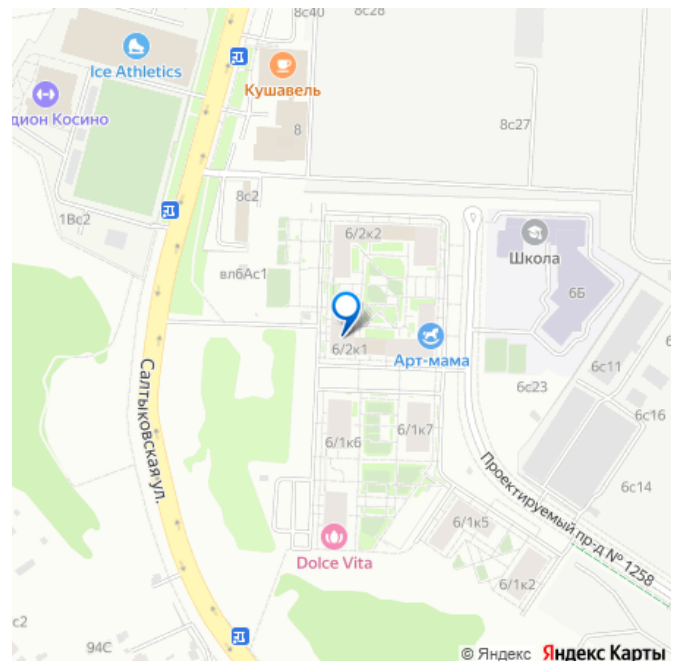 8с40
8с28
Ice Athletics
Кушавель
дион Косино
8
8с27
8с2
1Вс2
6/2к2
Школа
влбАс1
6Б
6/2к1
Арт-мама
6с11
6
6с23
Салтыковская ул.
6с16
6/1к6
6/1к7
6с14
Проектируемый пр-д № 1258
6/1к5
Dolce Vita
6/1к2
с2
94С
© Яндекс Яндекс Карты